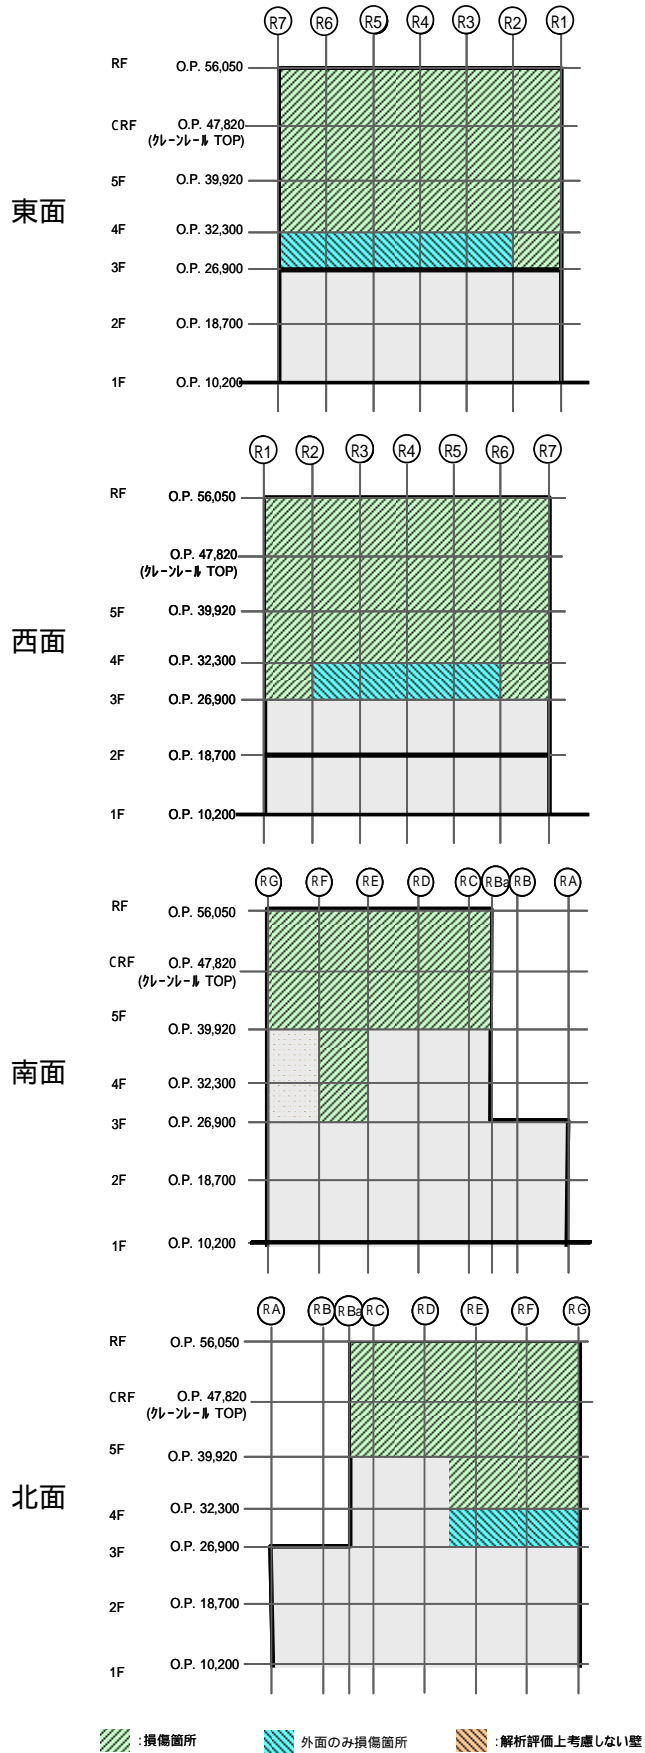 R7 R6 R5 R4 R3 R2 R1
RF O.P. 56,050
CRF O.P. 47,820
(クレーンレール TOP)
5F O.P. 39,920
東面
4F O.P. 32,300
3F O.P. 26,900
2F O.P. 18,700
1F O.P. 10,200
R1 R2 R3 R4 R5 R6 R7
RF O.P. 56,050
O.P. 47,820
(クレーンレール TOP)
5F O.P. 39,920
西面
4F O.P. 32,300
3F O.P. 26,900
2F O.P. 18,700
1F O.P. 10,200
RG RF RE RD RC RBa RB RA
RF O.P. 56,050
CRF O.P. 47,820
(クレーンレール TOP)
5F O.P. 39,920
南面
4F O.P. 32,300
3F O.P. 26,900
2F O.P. 18,700
1F O.P. 10,200
RA RB RBa RC RD RE RF RG
RF O.P. 56,050
CRF O.P. 47,820
(クレーンレール TOP)
5F O.P. 39,920
北面
4F O.P. 32,300
3F O.P. 26,900
2F O.P. 18,700
1F O.P. 10,200
:損傷箇所 外面のみ損傷箇所 :解析評価上考慮しない壁